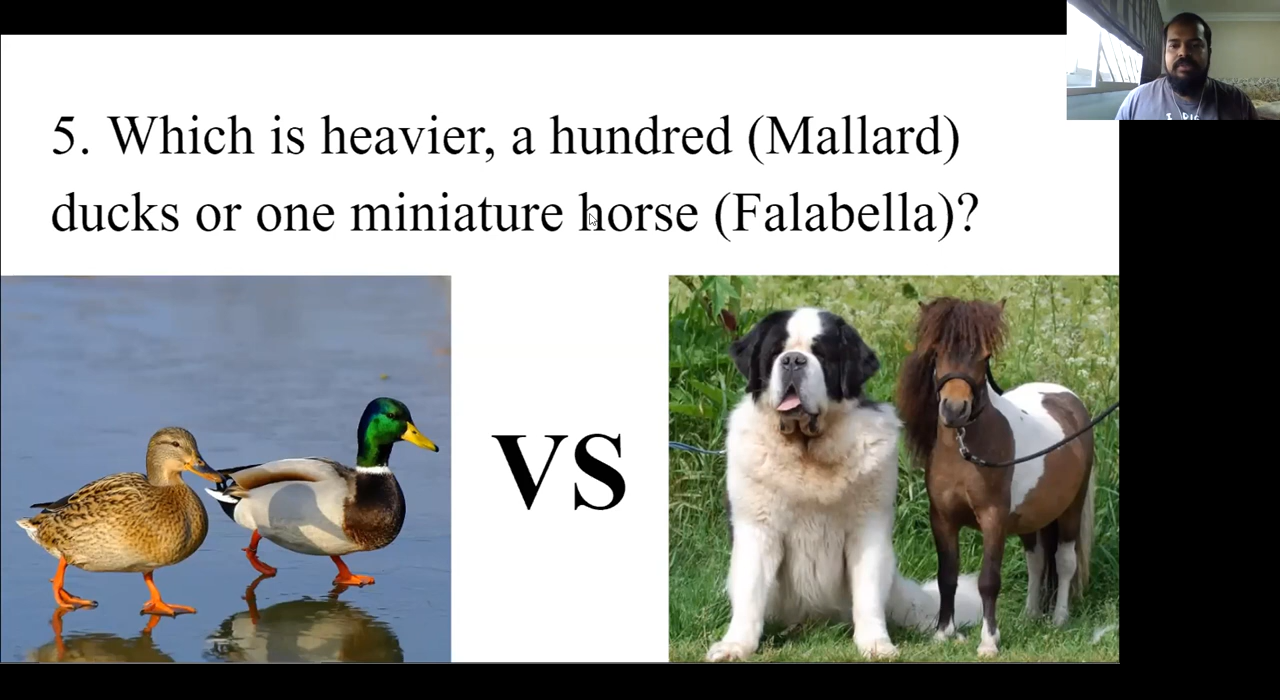 5. Which is heavier, a hundred (Mallard)
ducks or one miniature horse (Falabella)?
VS